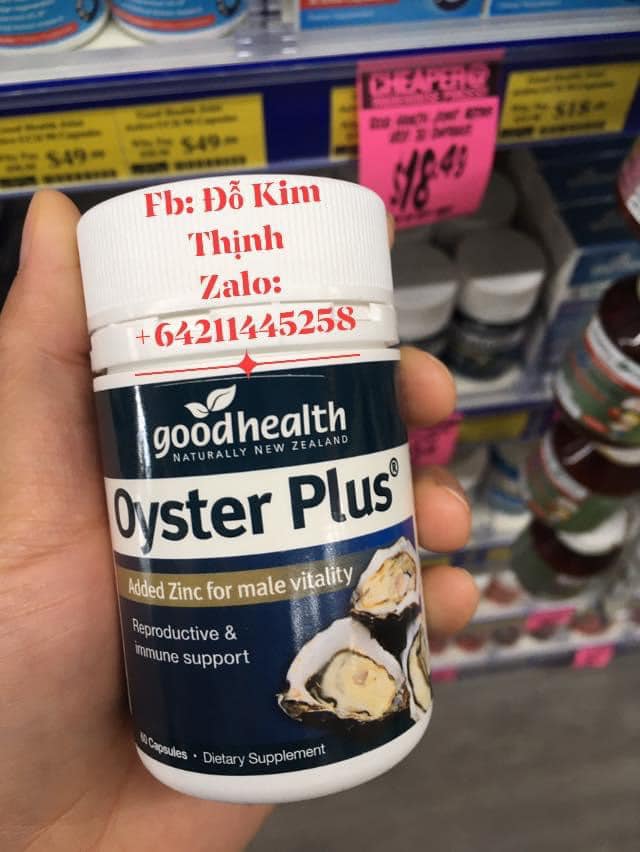 CHEAPER
$49
$49
$18
$18.49
Fb: Đỗ Kim
Thịnh
Zalo:
+64211445258
goodhealth
NATURALLY NEW ZEALAND
Oyster Plus®
Added Zinc for male vitality
Reproductive &
immune support
60 Capsules • Dietary Supplement